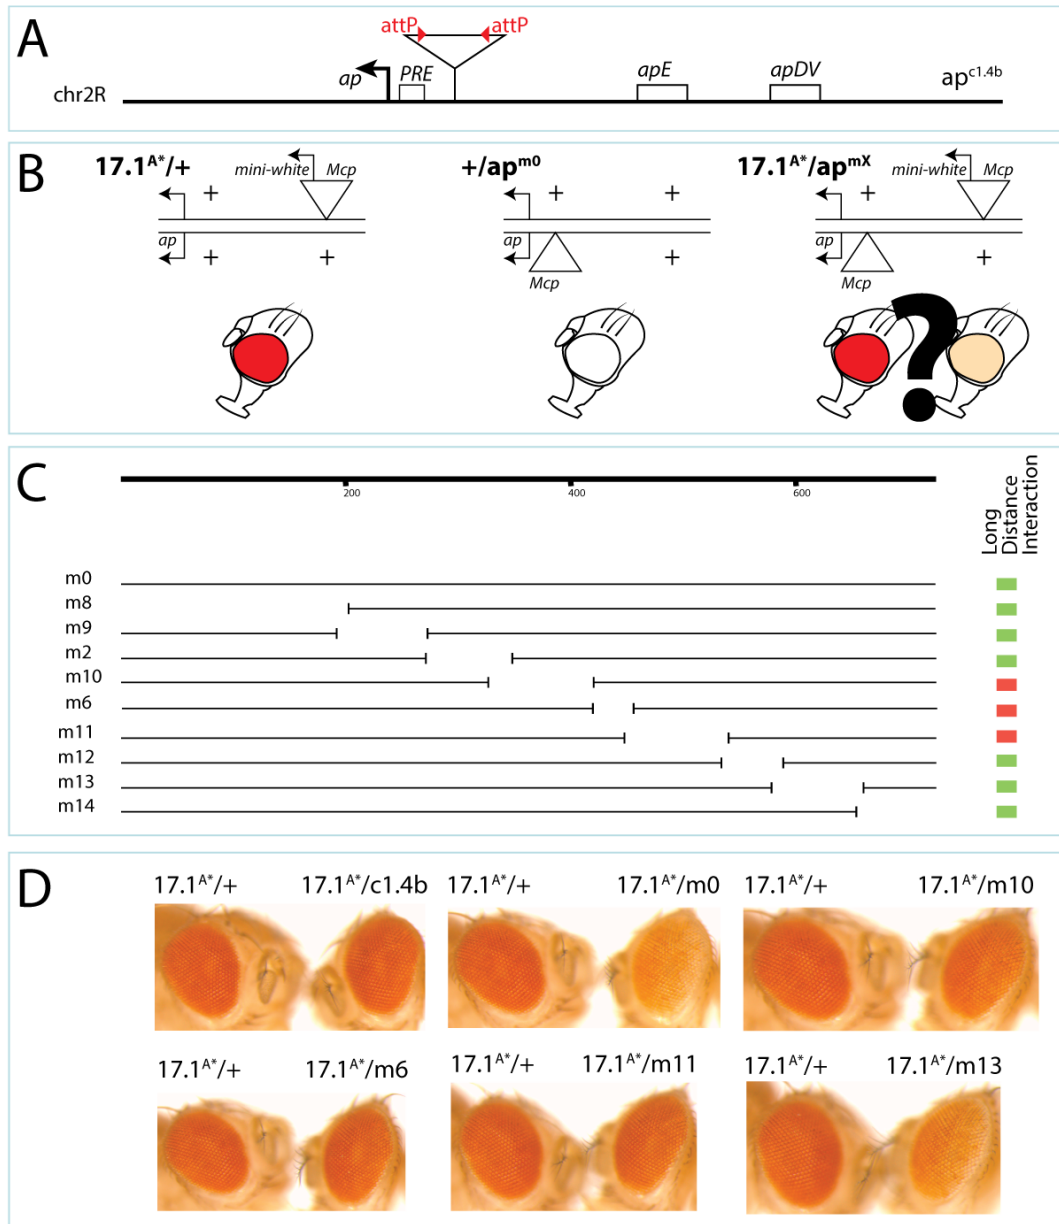 A
attP attP
ap PRE apE apDV ap^c1.4b
chr2R
B
17.1^A*/+ +/ap^m0 17.1^A*/ap^mX
mini-white Mcp mini-white Mcp
+ + + + +
ap ap ap
+ + + +
Mcp Mcp
?
C
200 400 600
Long
Distance
Interaction
m0
m8
m9
m2
m10
m6
m11
m12
m13
m14
D
17.1^A*/+ 17.1^A*/c1.4b 17.1^A*/+ 17.1^A*/m0 17.1^A*/+ 17.1^A*/m10
17.1^A*/+ 17.1^A*/m6 17.1^A*/+ 17.1^A*/m11 17.1^A*/+ 17.1^A*/m13